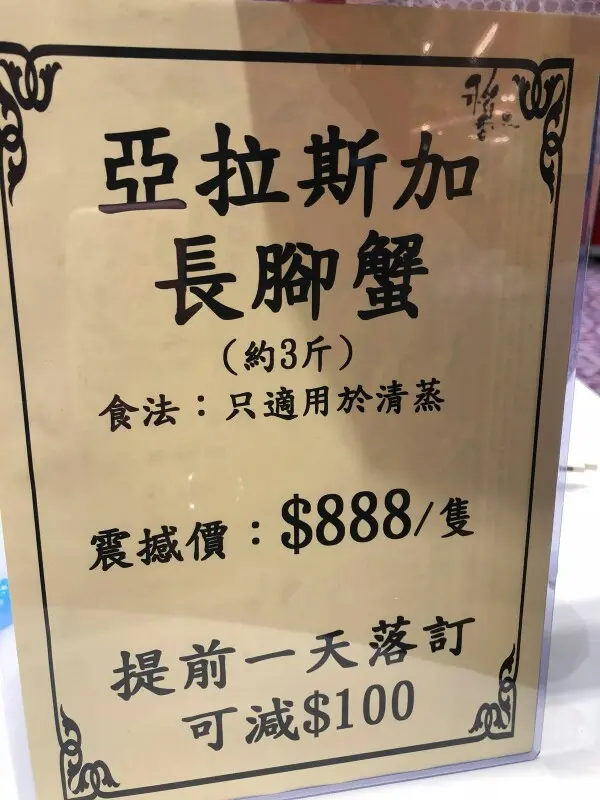 亞拉斯加
長腳蟹
(約3斤)
食法：只適用於清蒸
震撼價：$888/隻
提前一天落訂
可減$100